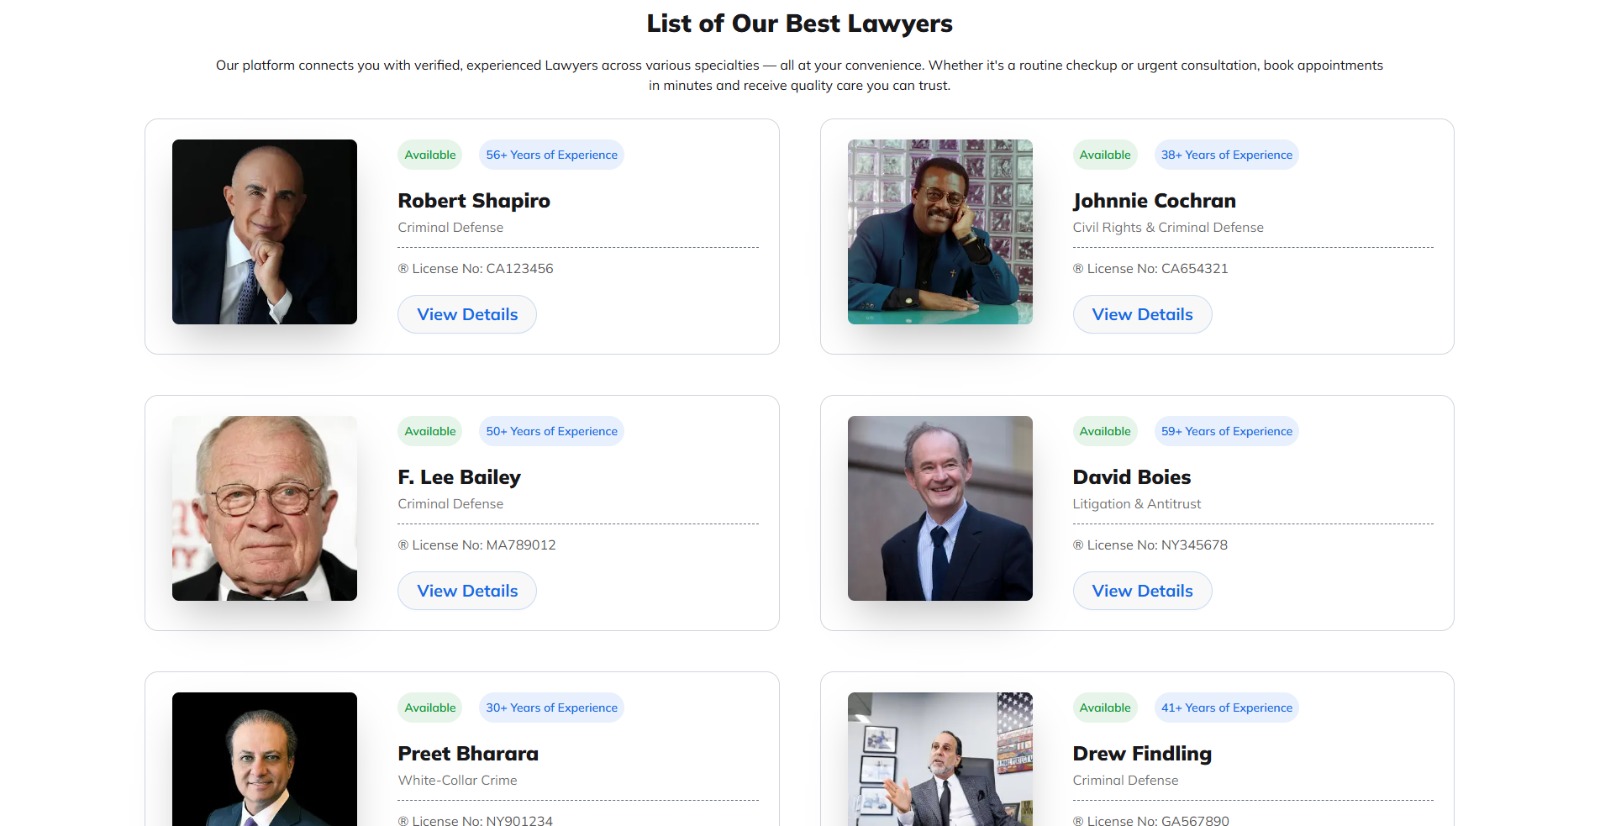 List of Our Best Lawyers
Our platform connects you with verified, experienced Lawyers across various specialties — all at your convenience. Whether it's a routine checkup or urgent consultation, book appointments
in minutes and receive quality care you can trust.
Available
56+ Years of Experience
Robert Shapiro
Criminal Defense
® License No: CA123456
View Details
Available
38+ Years of Experience
Johnnie Cochran
Civil Rights & Criminal Defense
® License No: CA654321
View Details
Available
50+ Years of Experience
F. Lee Bailey
Criminal Defense
® License No: MA789012
View Details
Available
59+ Years of Experience
David Boies
Litigation & Antitrust
® License No: NY345678
View Details
Available
30+ Years of Experience
Preet Bharara
White-Collar Crime
® License No: NY901234
Available
41+ Years of Experience
Drew Findling
Criminal Defense
® License No: GA567890